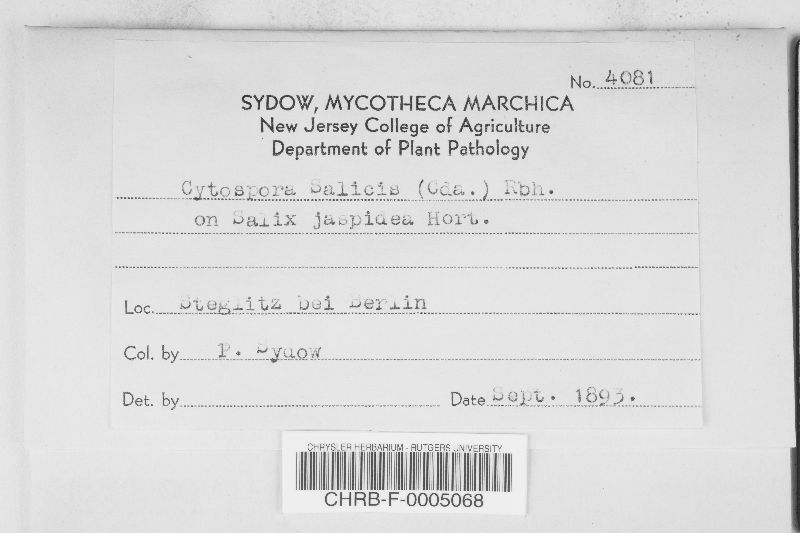 No. 4081
SYDOW, MYCOTHECA MARCHICA
New Jersey College of Agriculture
Department of Plant Pathology
Cytospora Salicis (Cda.) Rbh.
on Salix jaspidea Hort.
Loc. Steglitz bei Berlin
Col. by P. Sydow
Det. by
Date Sept. 1893.
CHRYSLER HERBARIUM - RUTGERS UNIVERSITY
CHRB-F-0005068